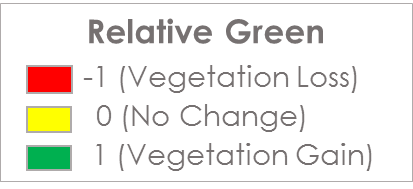 Relative Green
-1 (Vegetation Loss)
0 (No Change)
1 (Vegetation Gain)